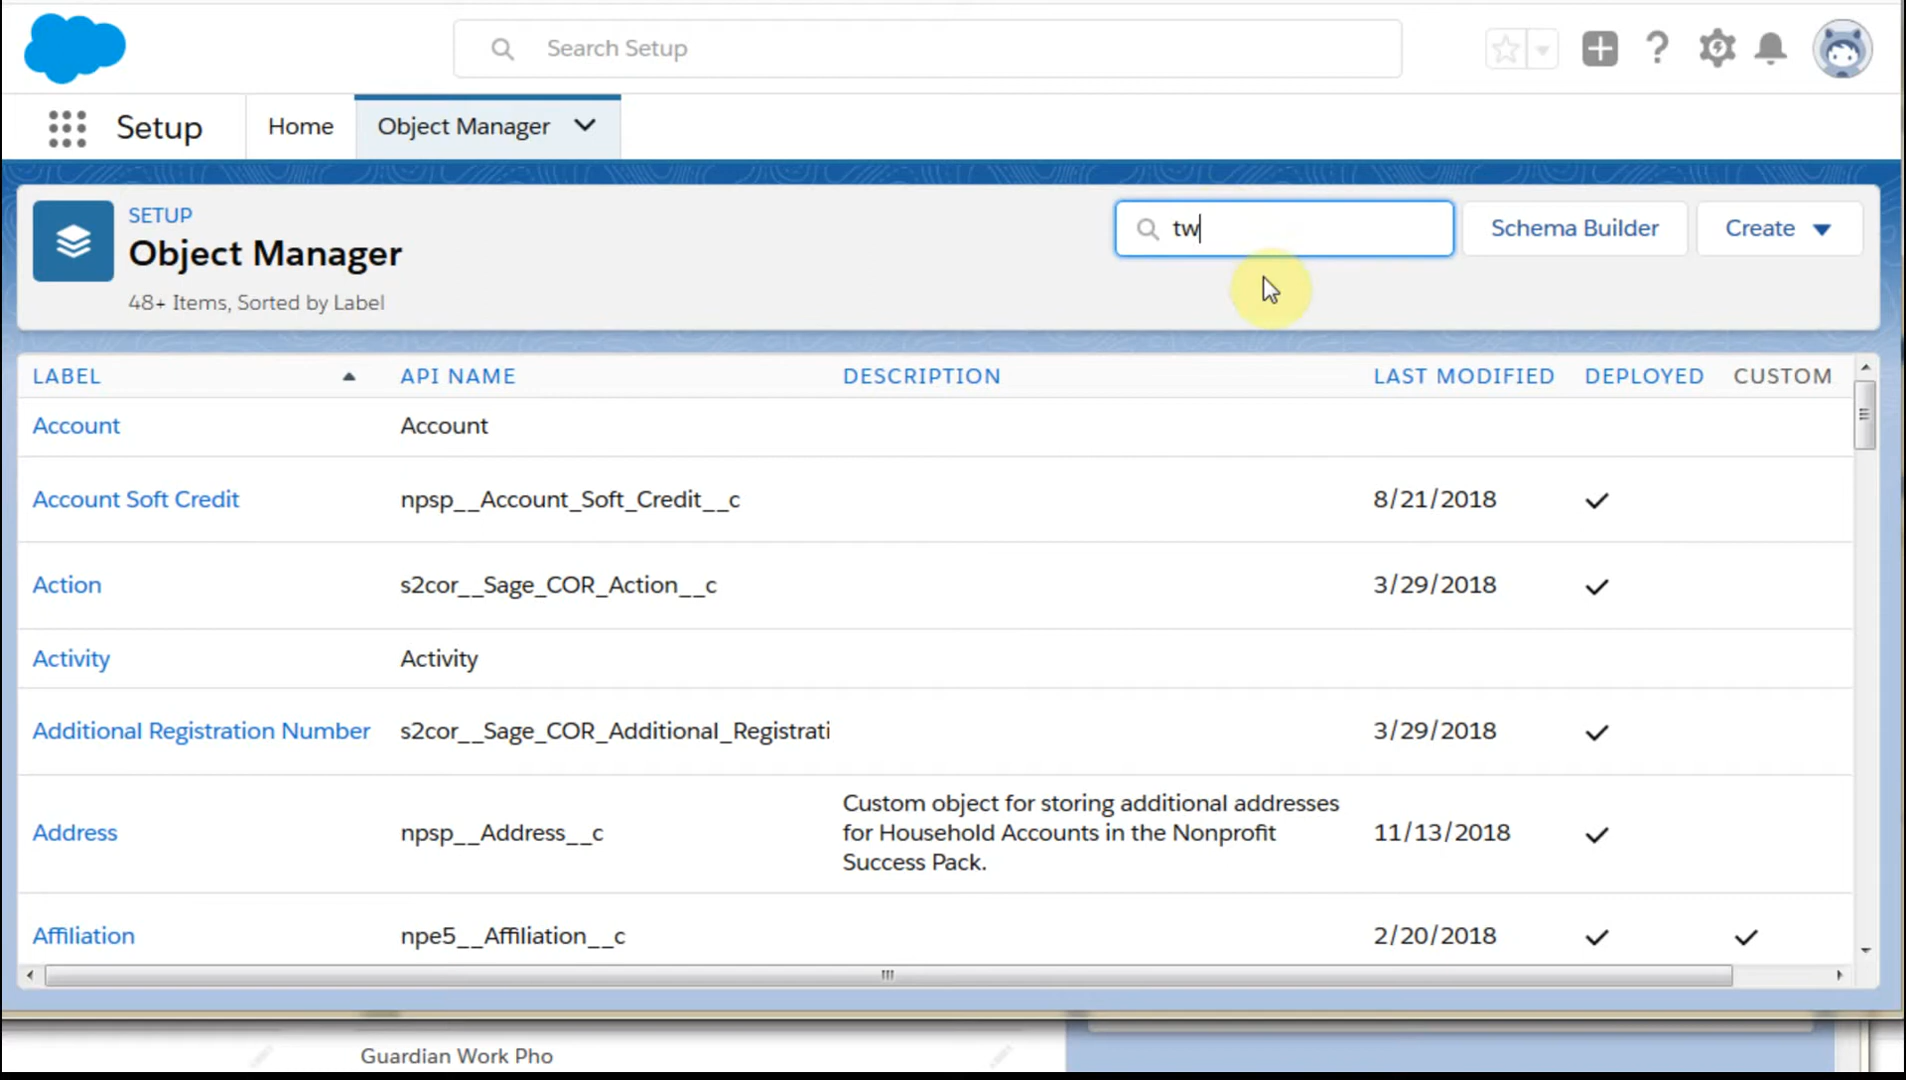 Search Setup
Setup
Home
Object Manager
SETUP
Object Manager
48+ Items, Sorted by Label
tw
Schema Builder
Create
LABEL API NAME DESCRIPTION LAST MODIFIED DEPLOYED CUSTOM
Account Account
Account Soft Credit npsp__Account_Soft_Credit__c 8/21/2018
Action s2cor__Sage_COR_Action__c 3/29/2018
Activity Activity
Additional Registration Number s2cor__Sage_COR_Additional_Registrati 3/29/2018
Custom object for storing additional addresses
Address npsp__Address__c for Household Accounts in the Nonprofit 11/13/2018
Success Pack.
Affiliation npe5__Affiliation__c 2/20/2018
Guardian Work Pho